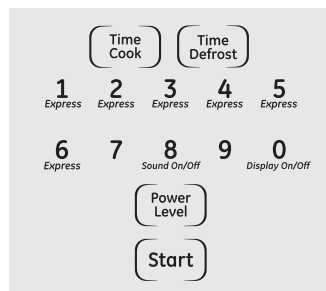 Time Time
Cook Defrost
1 2 3 4 5
Express Express Express Express Express
6 7 8 9 0
Express Sound On/Off Display On/Off
Power
Level
Start